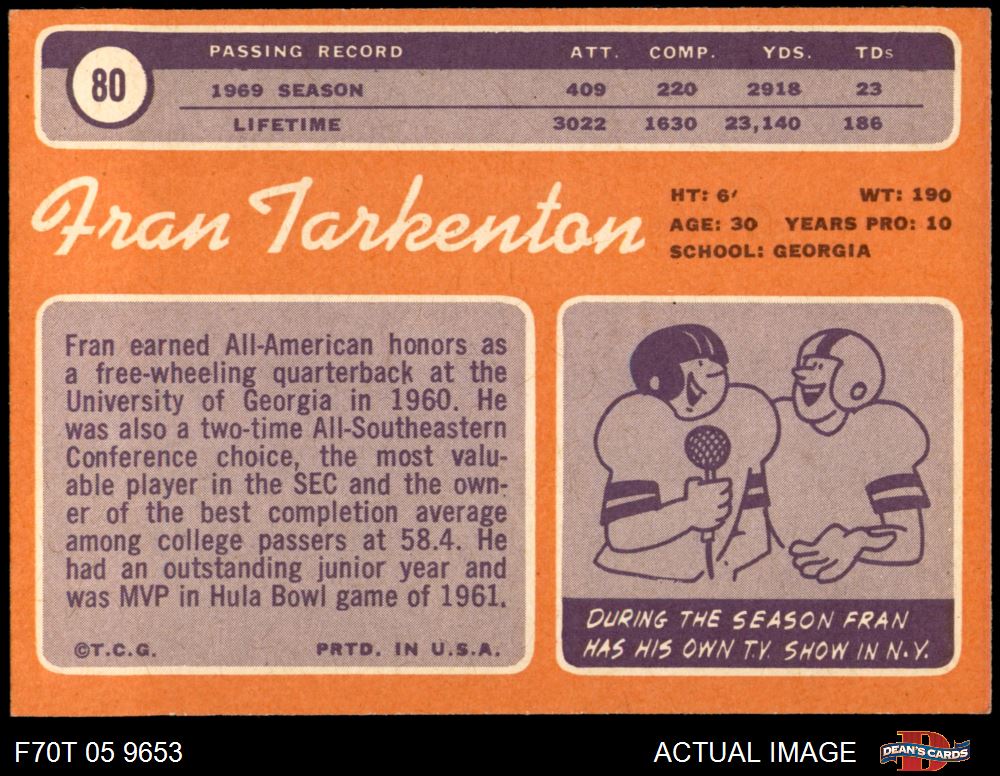 80
PASSING RECORD ATT. COMP. YDS. TDs
1969 SEASON 409 220 2918 23
LIFETIME 3022 1630 23,140 186
Fran Tarkenton
HT: 6' WT: 190
AGE: 30 YEARS PRO: 10
SCHOOL: GEORGIA
Fran earned All-American honors as
a free-wheeling quarterback at the
University of Georgia in 1960. He
was also a two-time All-Southeastern
Conference choice, the most valu-
able player in the SEC and the own-
er of the best completion average
among college passers at 58.4. He
had an outstanding junior year and
was MVP in Hula Bowl game of 1961.
©T.C.G. PRTD. IN U.S.A.
DURING THE SEASON FRAN
HAS HIS OWN T.V. SHOW IN N.Y.
F70T 05 9653 ACTUAL IMAGE
D
DEAN'S CARDS